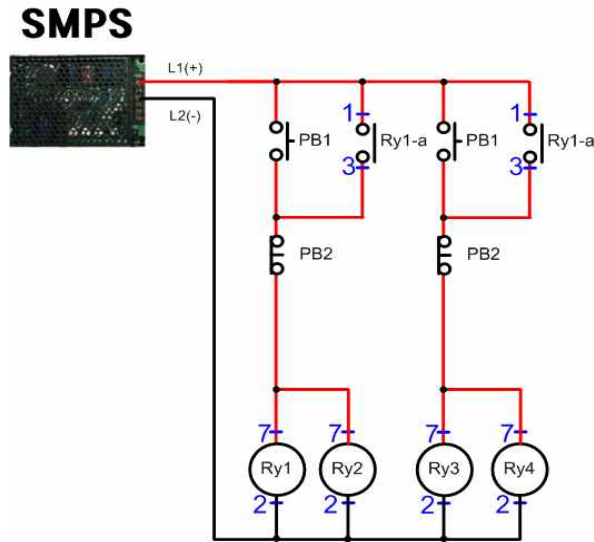 SMPS
L1(+)
L2(-)
1 1
PB1 Ry1-a PB1 Ry1-a
3 3
PB2 PB2
7 7 7 7
Ry1 Ry2 Ry3 Ry4
2 2 2 2